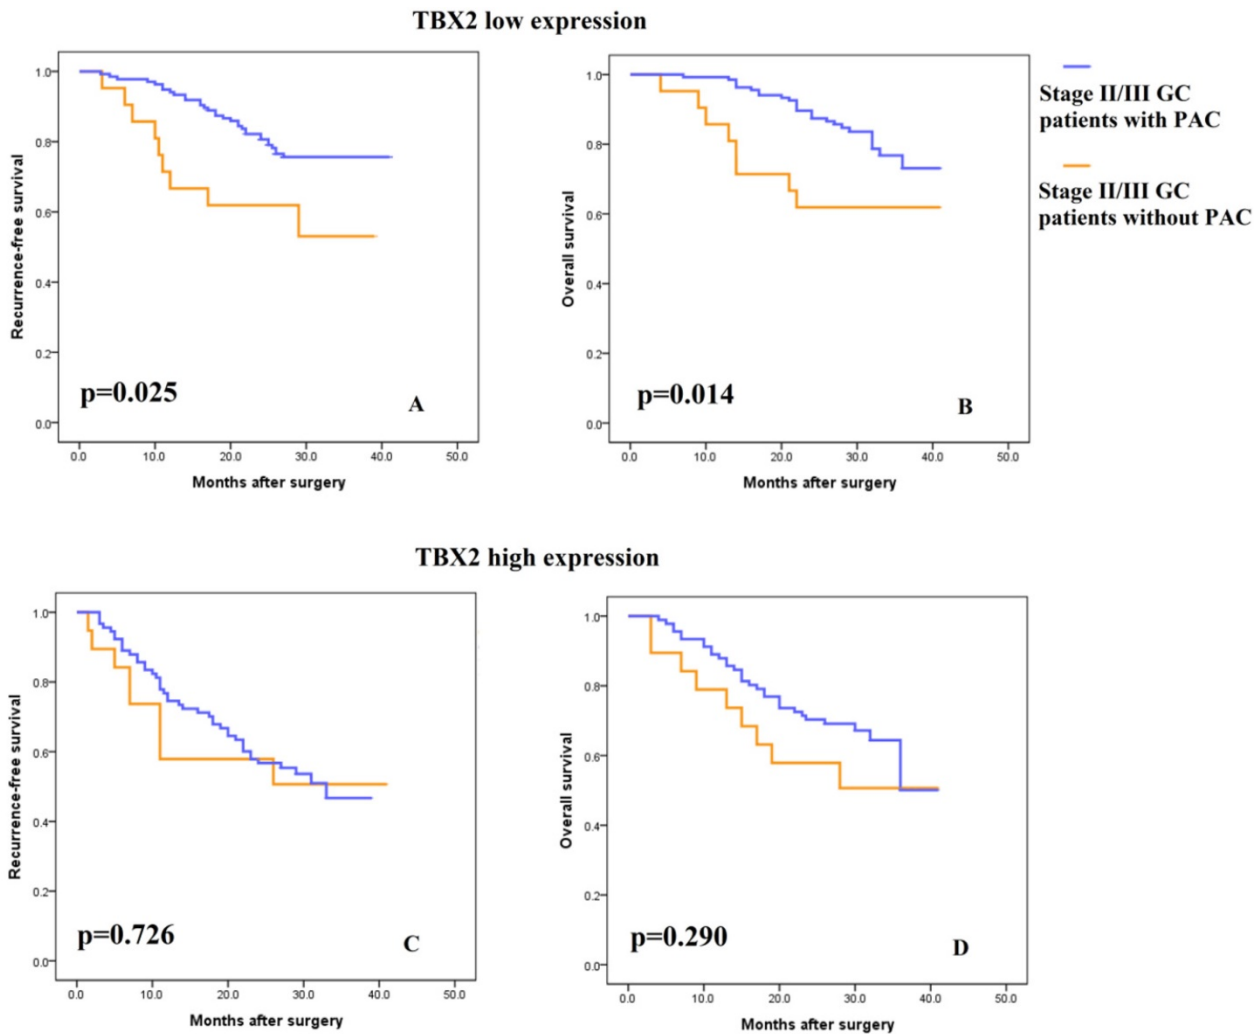 TBX2 low expression
1.0
0.8
0.6
0.4
0.2
0.0
Recurrence-free survival
p=0.025
A
0.0 10.0 20.0 30.0 40.0 50.0
Months after surgery
1.0
0.8
0.6
0.4
0.2
0.0
Overall survival
p=0.014
B
0.0 10.0 20.0 30.0 40.0 50.0
Months after surgery
Stage II/III GC
patients with PAC
Stage II/III GC
patients without PAC
TBX2 high expression
1.0
0.8
0.6
0.4
0.2
0.0
Recurrence-free survival
p=0.726
C
0.0 10.0 20.0 30.0 40.0 50.0
Months after surgery
1.0
0.8
0.6
0.4
0.2
0.0
Overall survival
p=0.290
D
0.0 10.0 20.0 30.0 40.0 50.0
Months after surgery